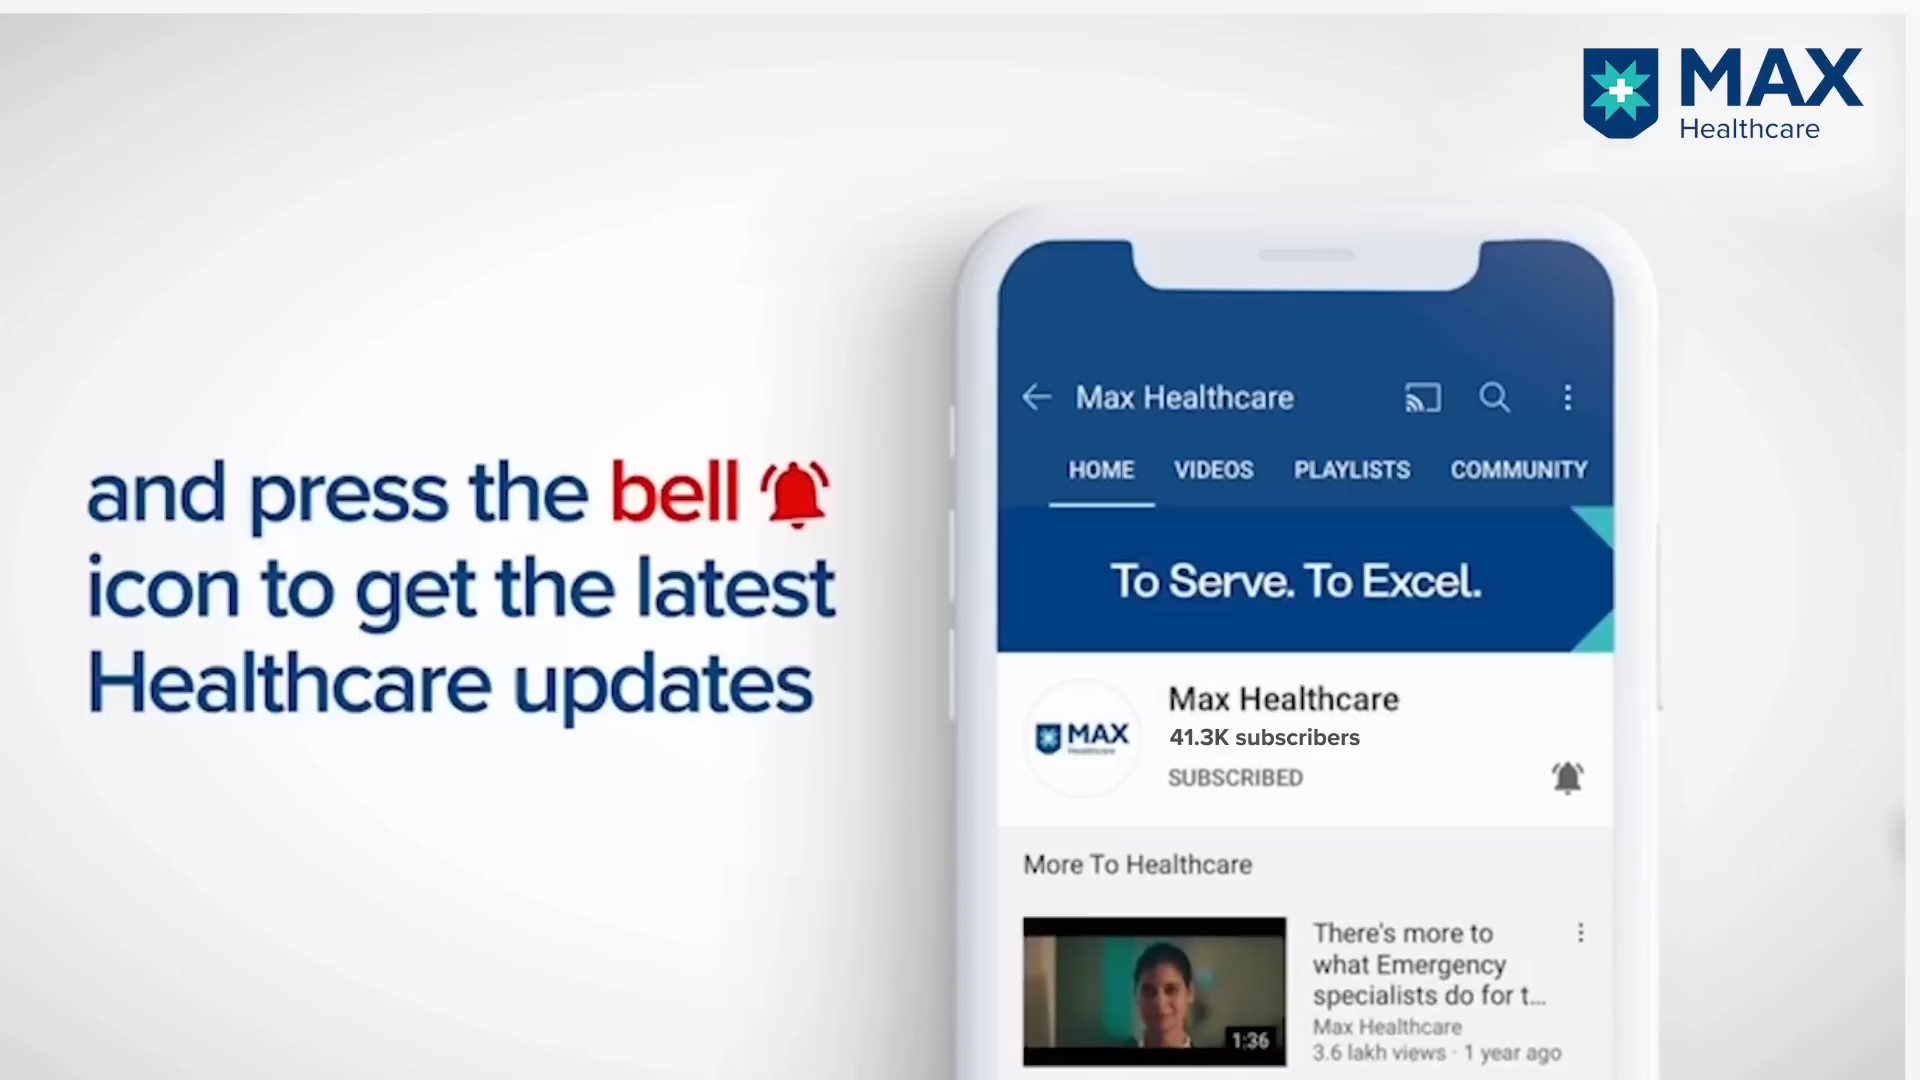 MAX
Healthcare
and press the bell
icon to get the latest
Healthcare updates
Max Healthcare
HOME VIDEOS PLAYLISTS COMMUNITY
To Serve. To Excel.
MAX
Healthcare
Max Healthcare
41.3K subscribers
SUBSCRIBED
More To Healthcare
1:36
There's more to
what Emergency
specialists do for t...
Max Healthcare
3.6 lakh views · 1 year ago